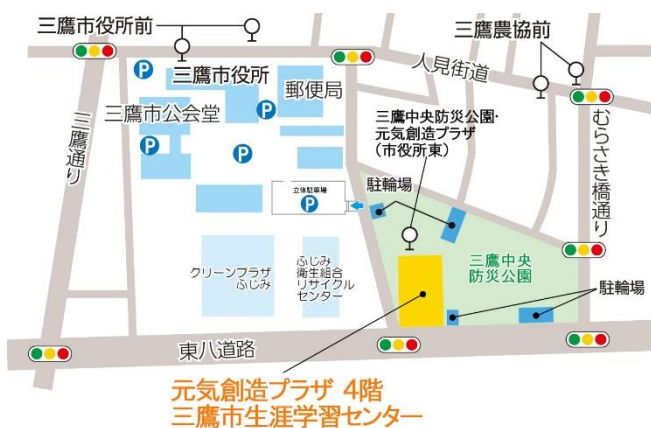 三鷹市役所前
三鷹農協前
人見街道
三鷹市役所
郵便局
P
三鷹市公会堂
P
P
P
三鷹通り
むらさき橋通り
三鷹中央防災公園・
元気創造プラザ
(市役所東)
駐輪場
立体駐車場
P
三鷹中央
防災公園
クリーンプラザ
ふじみ
ふじみ
衛生組合
リサイクル
センター
駐輪場
東八道路
元気創造プラザ 4階
三鷹市生涯学習センター